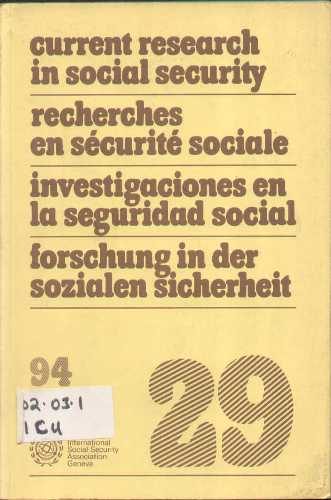 current research
in social security
recherches
en sécurité sociale
investigaciones en
la seguridad social
forschung in der
sozialen sicherheit
94
29
02.03.1
ICU
International
Social Security
Association
Geneva